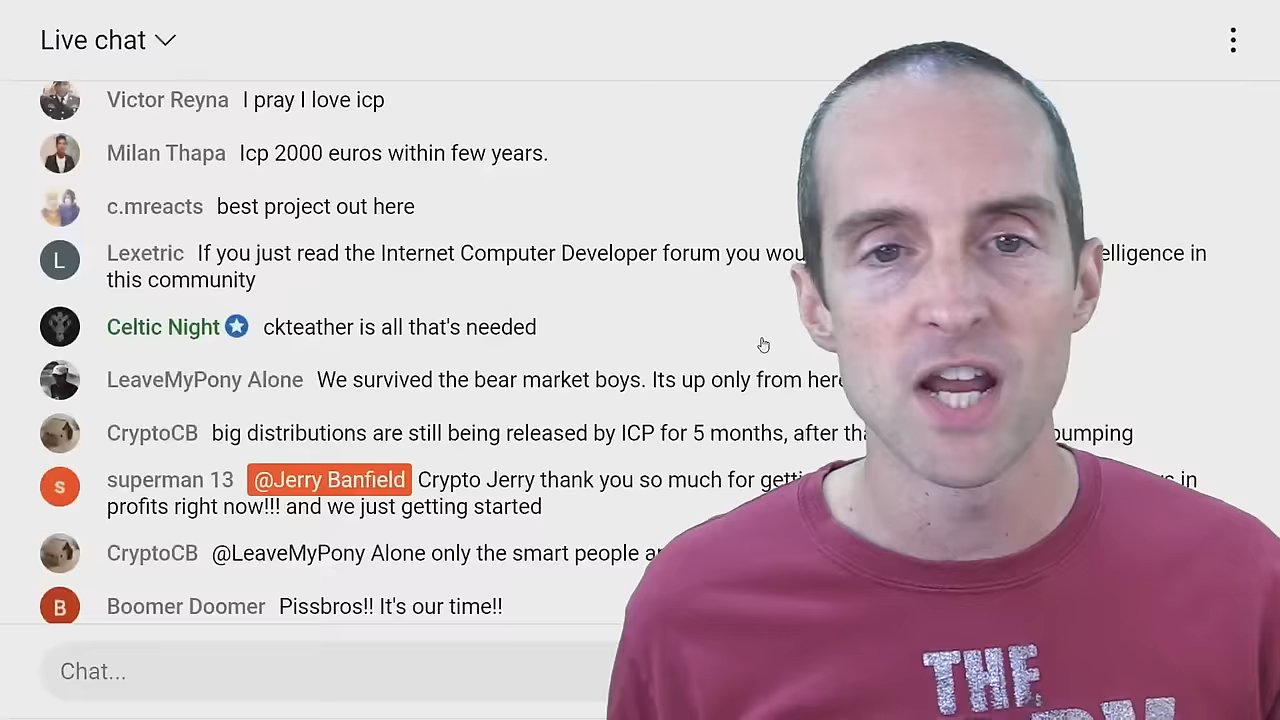 Live chat
Victor Reyna I pray I love icp
Milan Thapa Icp 2000 euros within few years.
c.mreacts best project out here
L Lexetric If you just read the Internet Computer Developer forum you elligence in
this community
Celtic Night ckteather is all that's needed
LeaveMyPony Alone We survived the bear market boys. Its up only from here
CryptoCB big distributions are still being released by ICP for 5 months, after pumping
s superman 13 @Jerry Banfield Crypto Jerry thank you so much for in
profits right now!!! and we just getting started
CryptoCB @LeaveMyPony Alone only the smart people
B Boomer Doomer Pissbros!! It's our time!!
Chat...
THE